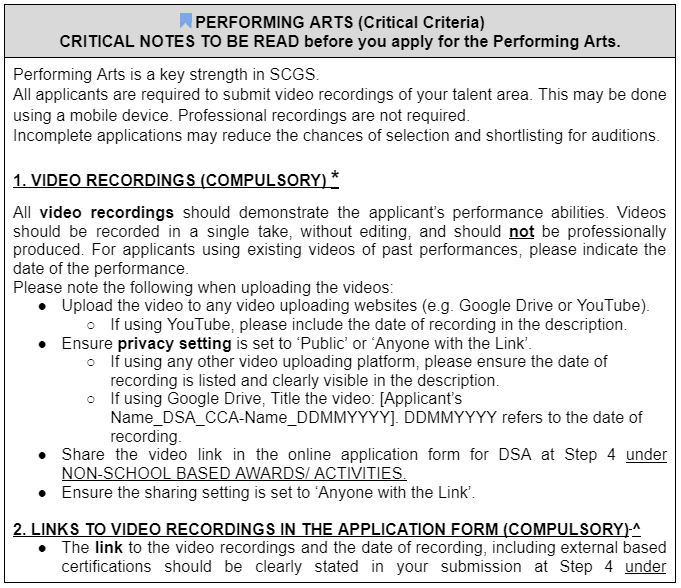 PERFORMING ARTS (Critical Criteria)
CRITICAL NOTES TO BE READ before you apply for the Performing Arts.
Performing Arts is a key strength in SCGS.
All applicants are required to submit video recordings of your talent area. This may be done
using a mobile device. Professional recordings are not required.
Incomplete applications may reduce the chances of selection and shortlisting for auditions.
1. VIDEO RECORDINGS (COMPULSORY) *
All video recordings should demonstrate the applicant's performance abilities. Videos
should be recorded in a single take, without editing, and should not be professionally
produced. For applicants using existing videos of past performances, please indicate the
date of the performance.
Please note the following when uploading the videos:
● Upload the video to any video uploading websites (e.g. Google Drive or YouTube).
○ If using YouTube, please include the date of recording in the description.
● Ensure privacy setting is set to 'Public' or 'Anyone with the Link'.
○ If using any other video uploading platform, please ensure the date of
recording is listed and clearly visible in the description.
○ If using Google Drive, Title the video: [Applicant's
Name_DSA_CCA-Name_DDMMYYYY]. DDMMYYYY refers to the date of
recording.
● Share the video link in the online application form for DSA at Step 4 under
NON-SCHOOL BASED AWARDS/ ACTIVITIES.
● Ensure the sharing setting is set to 'Anyone with the Link'.
2. LINKS TO VIDEO RECORDINGS IN THE APPLICATION FORM (COMPULSORY) ^
● The link to the video recordings and the date of recording, including external based
certifications should be clearly stated in your submission at Step 4 under